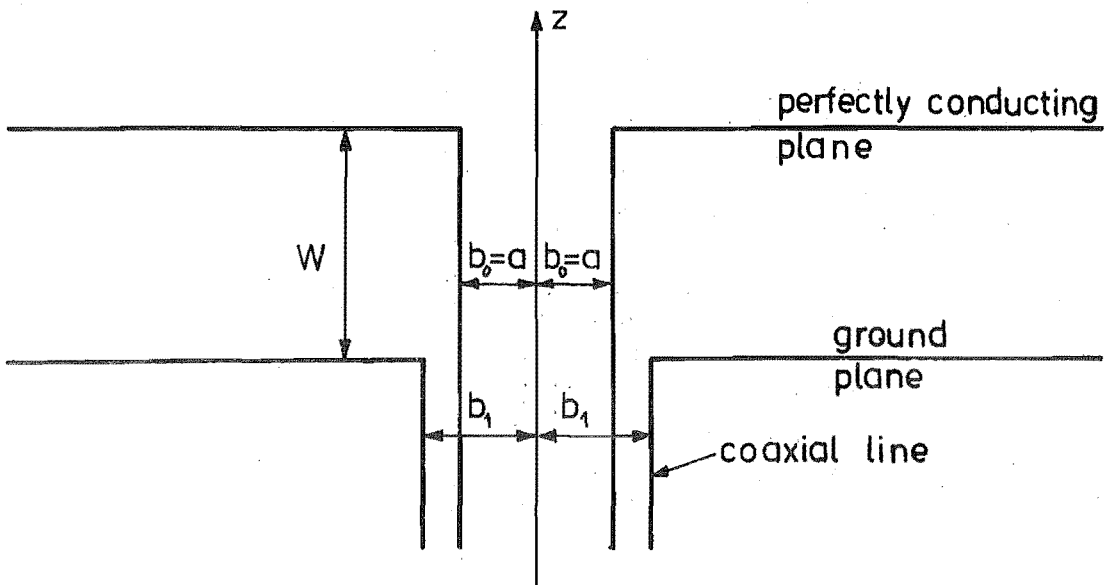 z
perfectly conducting
plane
W
b₀=a
b₀=a
ground
plane
b₁
b₁
coaxial line